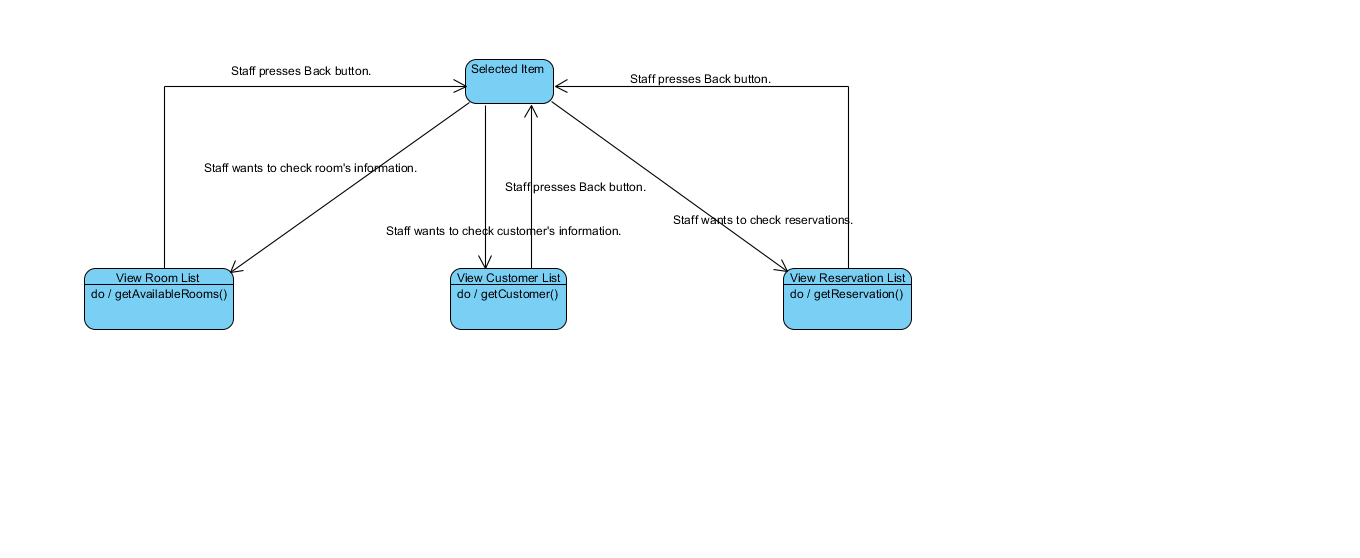 Selected Item
Staff presses Back button.
Staff presses Back button.
Staff wants to check room's information.
Staff presses Back button.
Staff wants to check reservations.
Staff wants to check customer's information.
View Room List
do / getAvailableRooms()
View Customer List
do / getCustomer()
View Reservation List
do / getReservation()